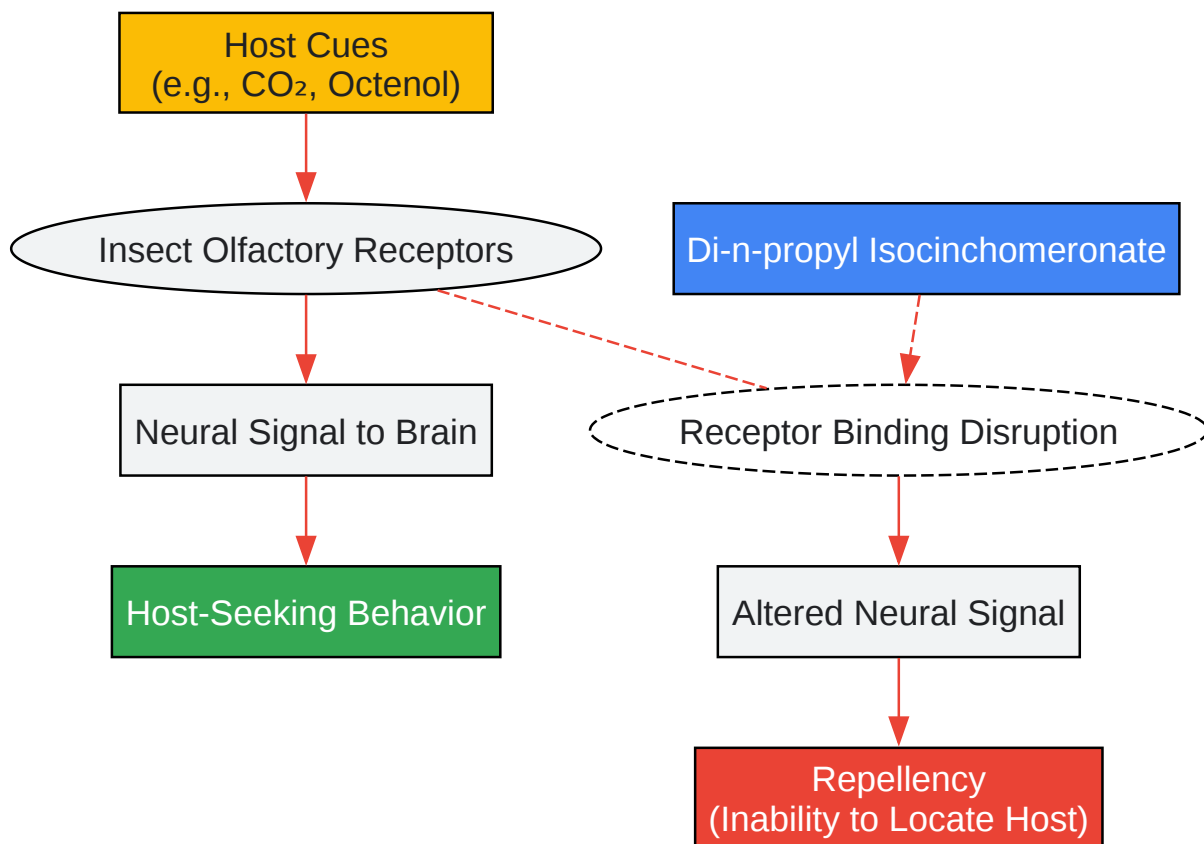 Host Cues
(e.g., CO₂, Octenol)
Insect Olfactory Receptors
Di-n-propyl Isocinchomeronate
Neural Signal to Brain
Receptor Binding Disruption
Host-Seeking Behavior
Altered Neural Signal
Repellency
(Inability to Locate Host)